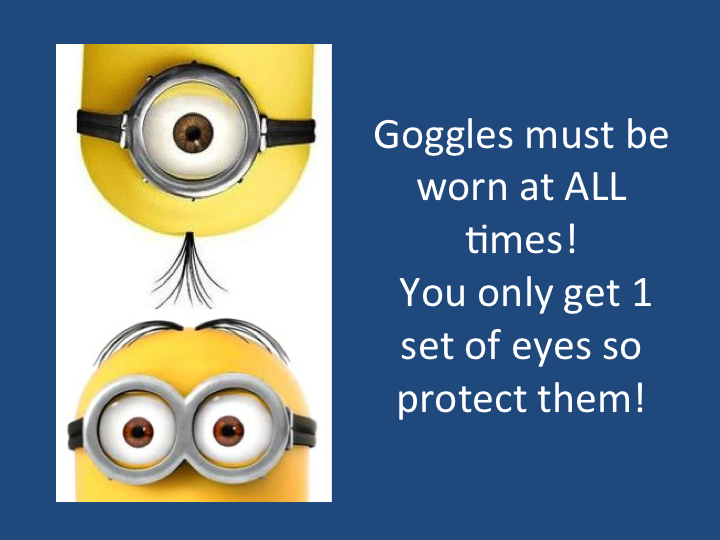 Goggles must be
worn at ALL
times!
You only get 1
set of eyes so
protect them!